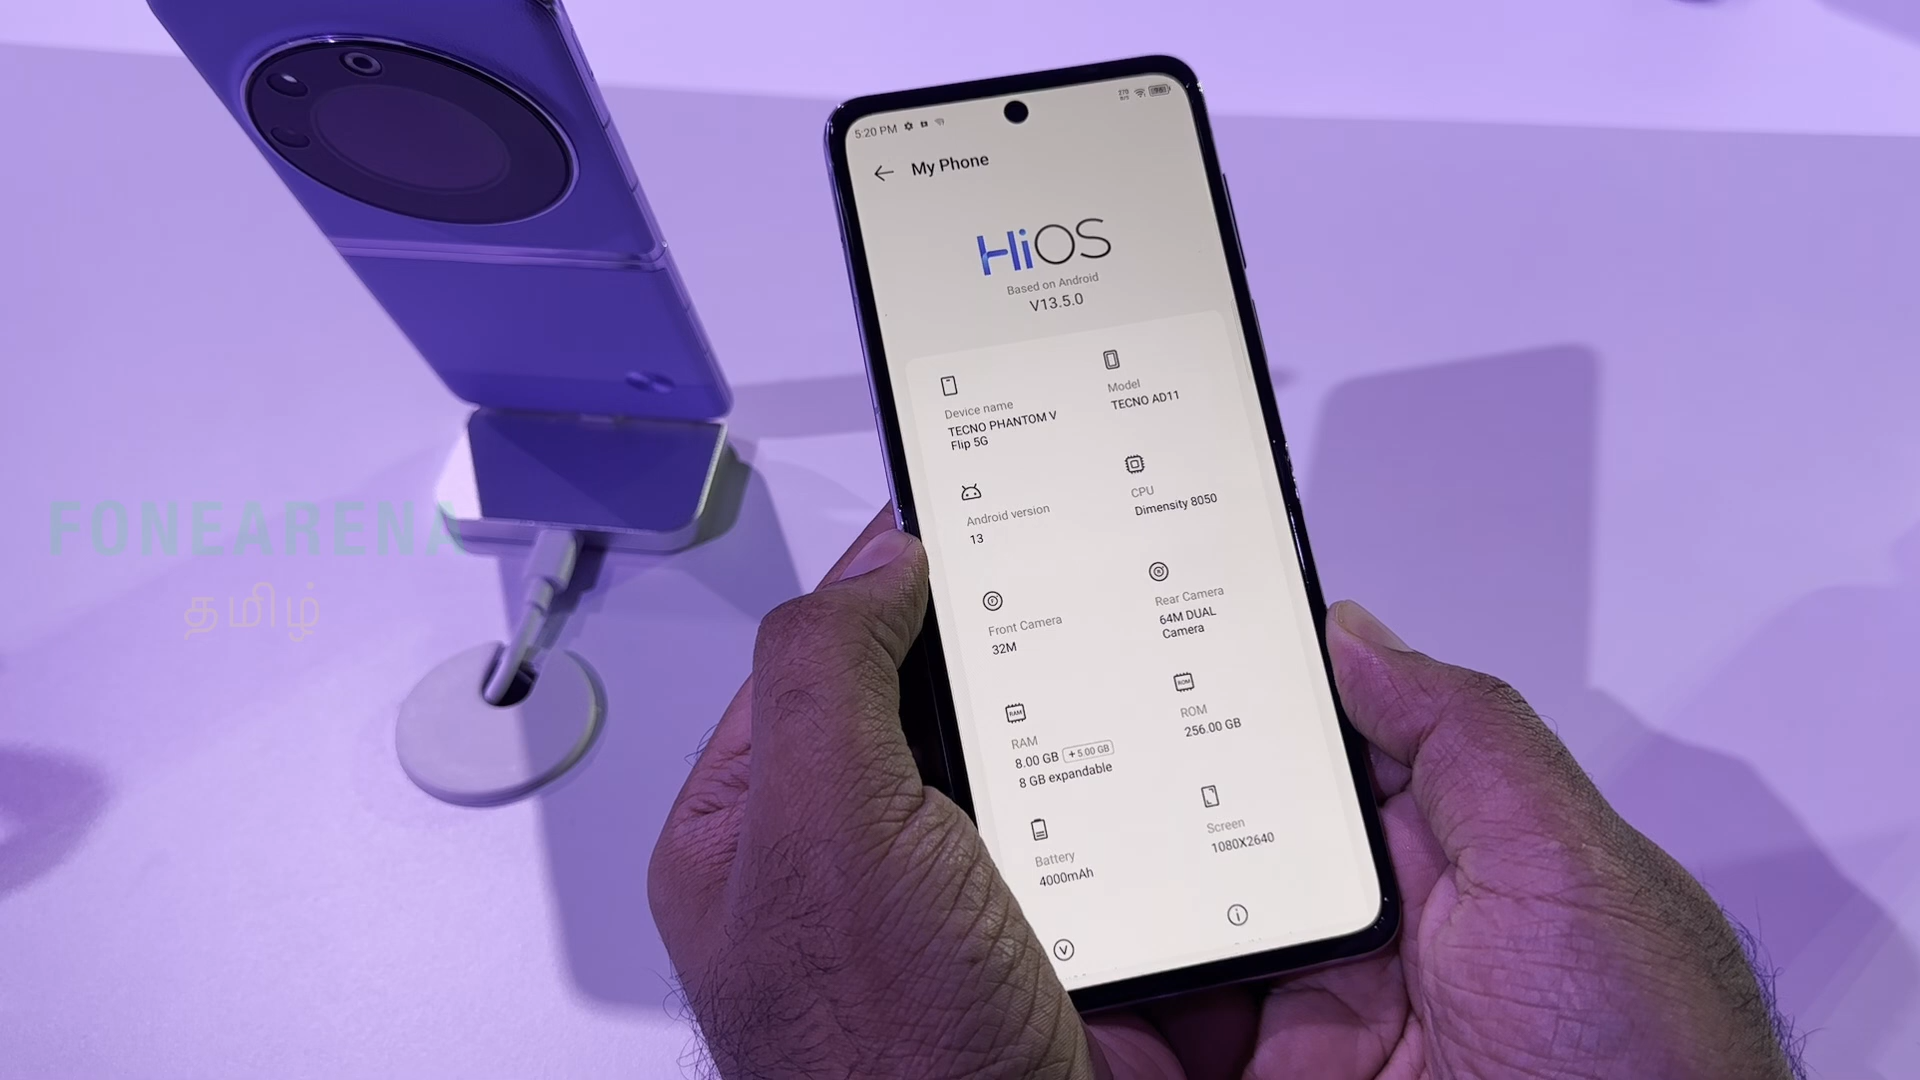 5:20 PM
My Phone
HiOS
Based on Android
V13.5.0
Device name
TECNO PHANTOM V
Flip 5G
Model
TECNO AD11
Android version
13
CPU
Dimensity 8050
Front Camera
32M
Rear Camera
64M DUAL
Camera
RAM
RAM
8.00 GB +5.00 GB
8 GB expandable
ROM
ROM
256.00 GB
Battery
4000mAh
Screen
1080X2640
FONEARENA
தமிழ்